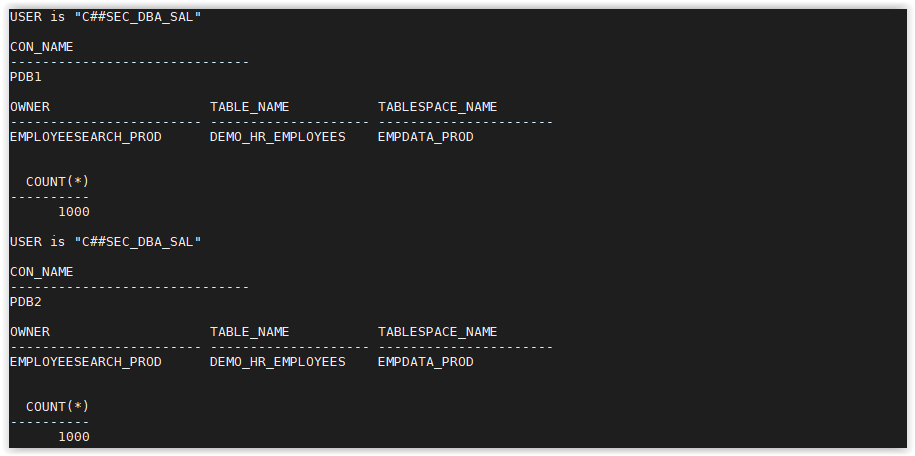 USER is "C##SEC_DBA_SAL"
CON_NAME
------------------------------
PDB1
OWNER                    TABLE_NAME           TABLESPACE_NAME
------------------------ -------------------- ----------------------
EMPLOYEESEARCH_PROD      DEMO_HR_EMPLOYEES    EMPDATA_PROD
  COUNT(*)
----------
      1000
USER is "C##SEC_DBA_SAL"
CON_NAME
------------------------------
PDB2
OWNER                    TABLE_NAME           TABLESPACE_NAME
------------------------ -------------------- ----------------------
EMPLOYEESEARCH_PROD      DEMO_HR_EMPLOYEES    EMPDATA_PROD
  COUNT(*)
----------
      1000